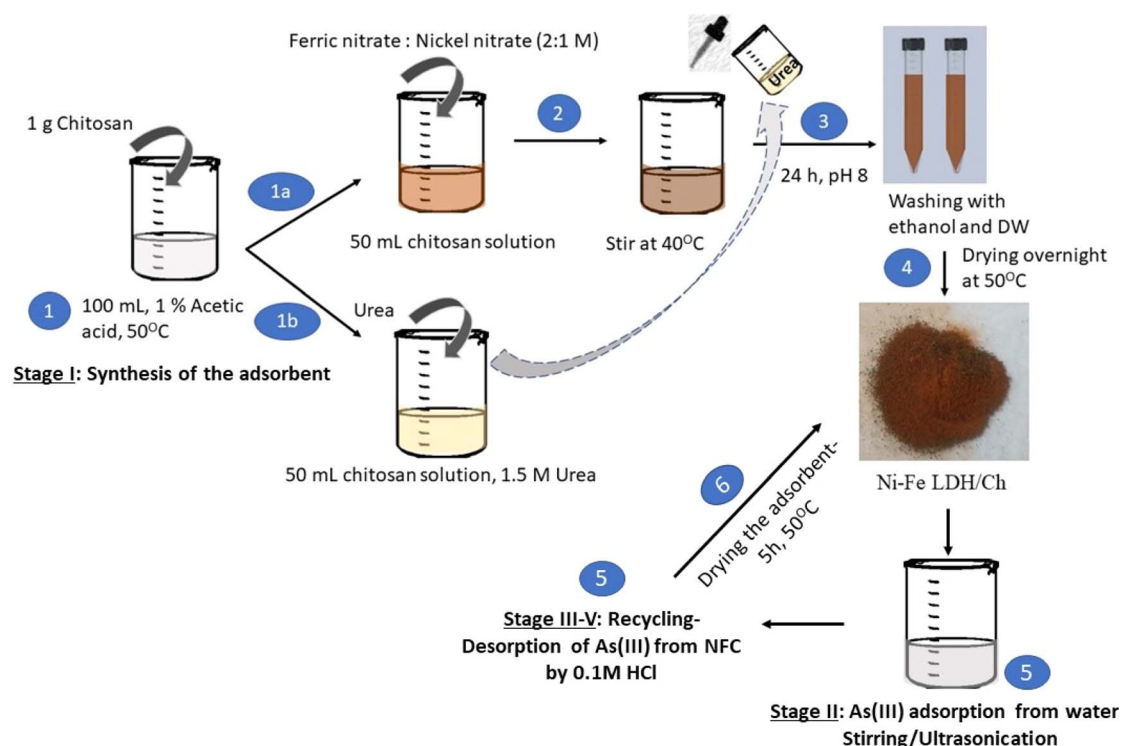 Ferric nitrate : Nickel nitrate (2:1 M)
Urea
1 g Chitosan
1a
2
3
24 h, pH 8
50 mL chitosan solution
Stir at 40⁰C
Washing with
ethanol and DW
4
Drying overnight
at 50⁰C
1
100 mL, 1 % Acetic
acid, 50⁰C
1b
Urea
Stage I: Synthesis of the adsorbent
50 mL chitosan solution, 1.5 M Urea
Ni-Fe LDH/Ch
6
Drying the adsorbent-
5h, 50⁰C
5
Stage III-V: Recycling-
Desorption of As(III) from NFC
by 0.1M HCl
5
Stage II: As(III) adsorption from water
Stirring/Ultrasonication